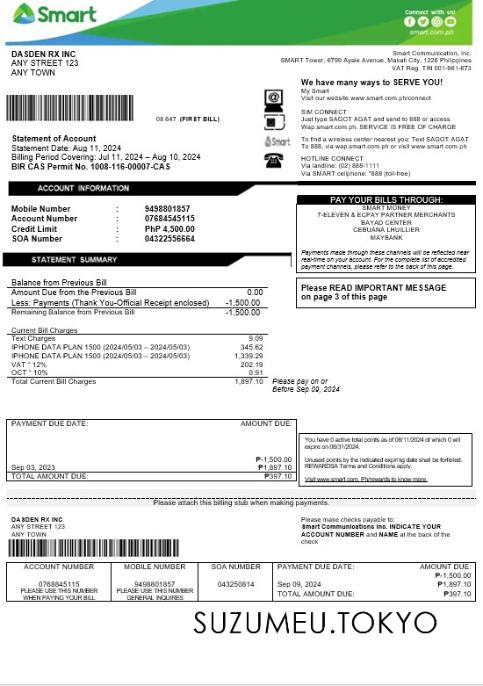 Smart
Connect with us!
smart.com.ph
DASDEN RX INC
ANY STREET 123
ANY TOWN
Smart Communication, Inc.
SMART Tower, 6799 Ayale Avenue, Makati City, 1226 Philippines
VAT Reg. TIN 001-961-673
We have many ways to SERVE YOU!
My Smart
Visit our website www.smart.com.ph/connect
08 647 (FIRST BILL)
SIM CONNECT
Just type SAGOT AGAT and send to 888 or access
Wap.smart.com.ph. SERVICE IS FREE OF CHARGE
Smart
To find a wireless center nearest you: Text SAGOT AGAT
To 888, via wap.smart.com.ph or visit www.smart.com.ph
HOTLINE CONNECT
Via landline: (02) 888-1111
Via SMART cellphone: *888 (toll-free)
Statement of Account
Statement Date: Aug 11, 2024
Billing Period Covering: Jul 11, 2024 – Aug 10, 2024
BIR CAS Permit No. 1008-116-00007-CAS
ACCOUNT INFORMATION
Mobile Number : 9498801857
Account Number : 07684545115
Credit Limit : PhP 4,500.00
SOA Number : 04322556664
PAY YOUR BILLS THROUGH:
SMART MONEY
7-ELEVEN & ECPAY PARTNER MERCHANTS
BAYAD CENTER
CEBUANA LHUILLIER
MAYBANK
Payments made through these channels will be reflected near
real-time on your account. For the complete list of accredited
payment channels, please refer to the back of this page.
STATEMENT SUMMARY
Balance from Previous Bill
Amount Due from the Previous Bill 0.00
Less: Payments (Thank You-Official Receipt enclosed) -1,500.00
Remaining Balance from Previous Bill -1,500.00
Please READ IMPORTANT MESSAGE
on page 3 of this page
Current Bill Charges
Text Charges 9.09
IPHONE DATA PLAN 1500 (2024/05/03 – 2024/05/03) 345.62
IPHONE DATA PLAN 1500 (2024/05/03 – 2024/05/03) 1,339.29
VAT * 12% 202.19
OCT * 10% 0.91
Total Current Bill Charges 1,897.10
Please pay on or
Before Sep 09, 2024
PAYMENT DUE DATE: AMOUNT DUE:
₱-1,500.00
Sep 03, 2023 ₱1,897.10
TOTAL AMOUNT DUE: ₱397.10
You have 0 active total points as of 08/11/2024 of which 0 will
expire on 08/31/2024.
Unused points by the indicated expiring date shall be forfeited.
REWARDSA Terms and Conditions apply.
Visit www.smart. Ph/rewards to know more.
Please attach this billing stub when making payments.
DASDEN RX INC
ANY STREET 123
ANY TOWN
Please make checks payable to:
Smart Communications Inc. INDICATE YOUR
ACCOUNT NUMBER and NAME at the back of the
check
ACCOUNT NUMBER MOBILE NUMBER SOA NUMBER PAYMENT DUE DATE: AMOUNT DUE:
₱-1,500.00
0768845115 9498801857 043250814 Sep 09, 2024 ₱1,897.10
PLEASE USE THIS NUMBER WHEN PAYING YOUR BILL
PLEASE USE THIS NUMBER GENERAL INQUIRES
TOTAL AMOUNT DUE: ₱397.10
SUZUMEU.TOKYO